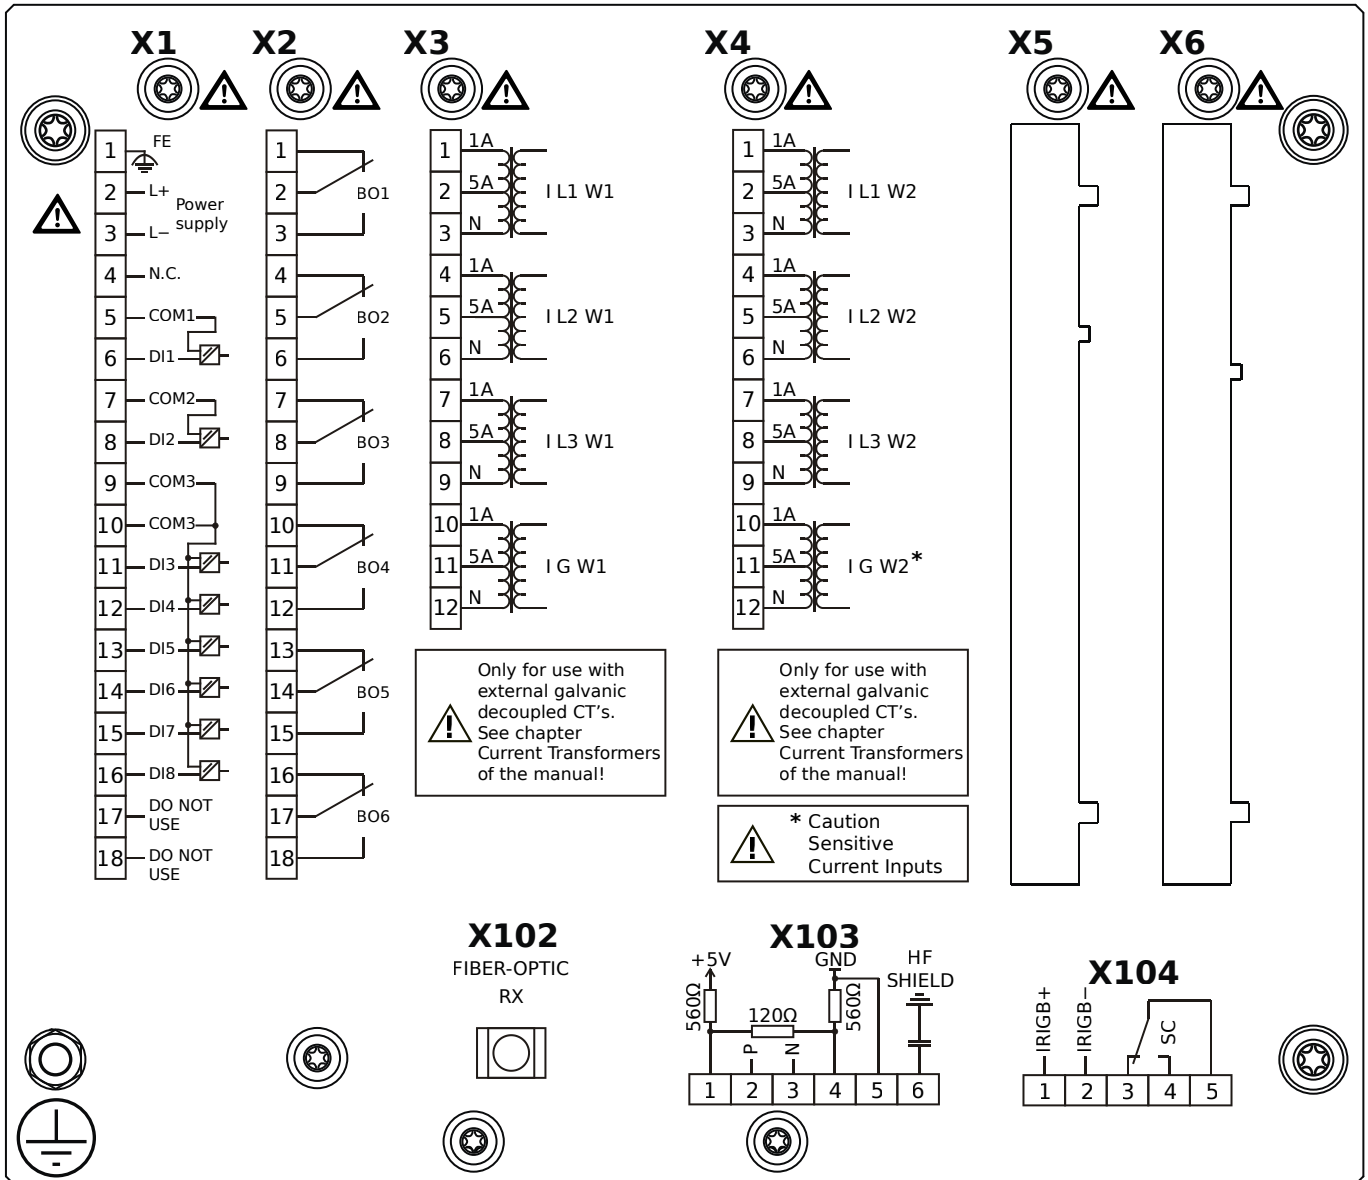 X1
X2
X3
X4
X5
X6
1
FE
2
L+
Power
supply
3
L−
4
N.C.
5
COM1
6
DI1
7
COM2
8
DI2
9
COM3
10
COM3
11
DI3
12
DI4
13
DI5
14
DI6
15
DI7
16
DI8
17
DO NOT
USE
18
DO NOT
USE
1
2
BO1
3
4
5
BO2
6
7
8
BO3
9
10
11
BO4
12
13
14
BO5
15
16
17
BO6
18
1
1A
2
5A
I L1 W1
3
N
4
1A
5
5A
I L2 W1
6
N
7
1A
8
5A
I L3 W1
9
N
10
1A
11
5A
I G W1
12
N
Only for use with
external galvanic
decoupled CT's.
See chapter
Current Transformers
of the manual!
1
1A
2
5A
I L1 W2
3
N
4
1A
5
5A
I L2 W2
6
N
7
1A
8
5A
I L3 W2
9
N
10
1A
11
5A
I G W2*
12
N
Only for use with
external galvanic
decoupled CT's.
See chapter
Current Transformers
of the manual!
* Caution
Sensitive
Current Inputs
X102
FIBER-OPTIC
RX
X103
+5V
GND
HF
SHIELD
560Ω
120Ω
560Ω
P
N
1 2 3 4 5 6
X104
IRIGB+
IRIGB−
SC
1 2 3 4 5